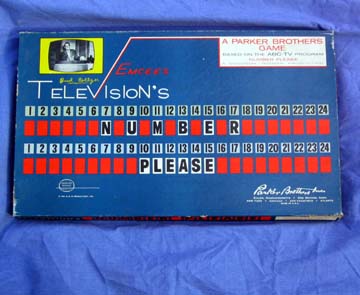 Bud Collyer
EMCEES
TELEVISION'S
A PARKER BROTHERS
GAME
BASED ON THE ABC-TV PROGRAM
NUMBER PLEASE
1 2 3 4 5 6 7 8 9 10 11 12 13 14 15 16 17 18 19 20 21 22 23 24
NUMBER
1 2 3 4 5 6 7 8 9 10 11 12 13 14 15 16 17 18 19 20 21 22 23 24
PLEASE
Parker Brothers Inc.